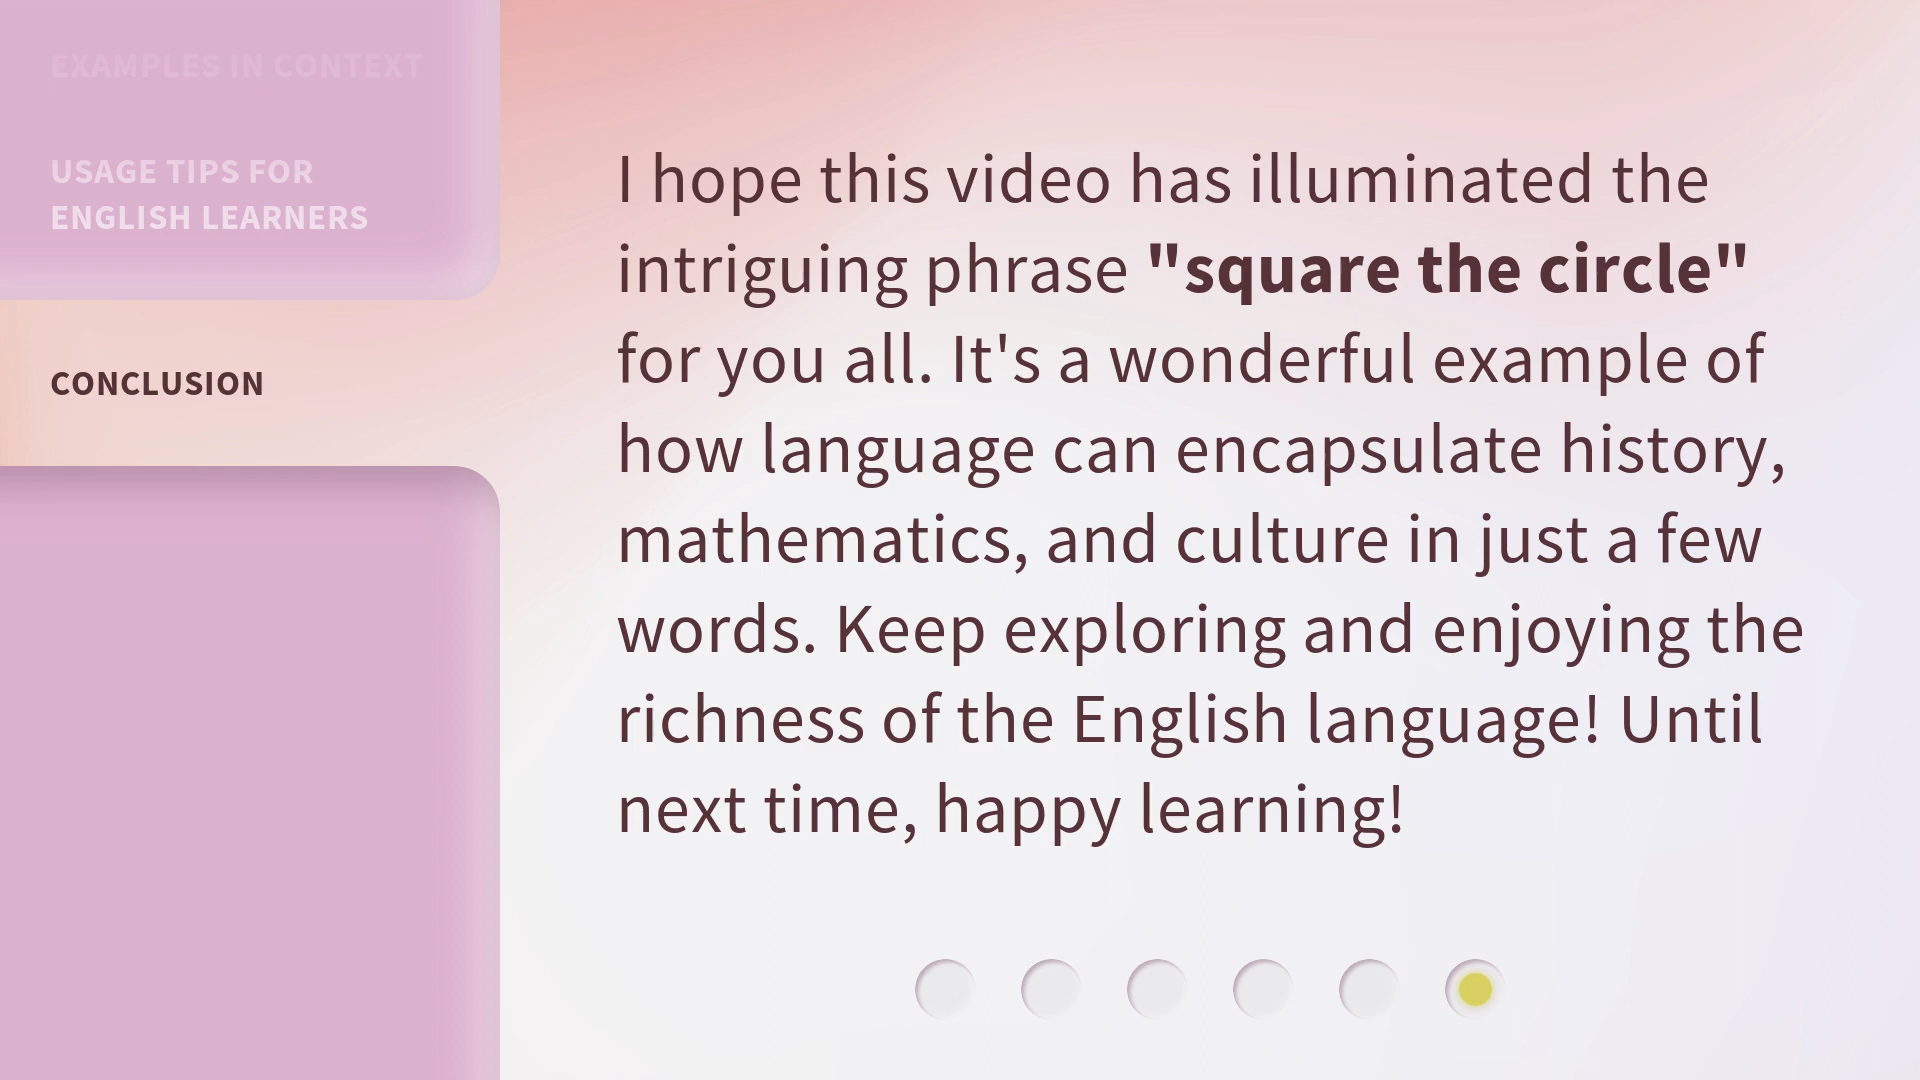 EXAMPLES IN CONTEXT
USAGE TIPS FOR
ENGLISH LEARNERS
CONCLUSION
I hope this video has illuminated the
intriguing phrase "square the circle"
for you all. It's a wonderful example of
how language can encapsulate history,
mathematics, and culture in just a few
words. Keep exploring and enjoying the
richness of the English language! Until
next time, happy learning!